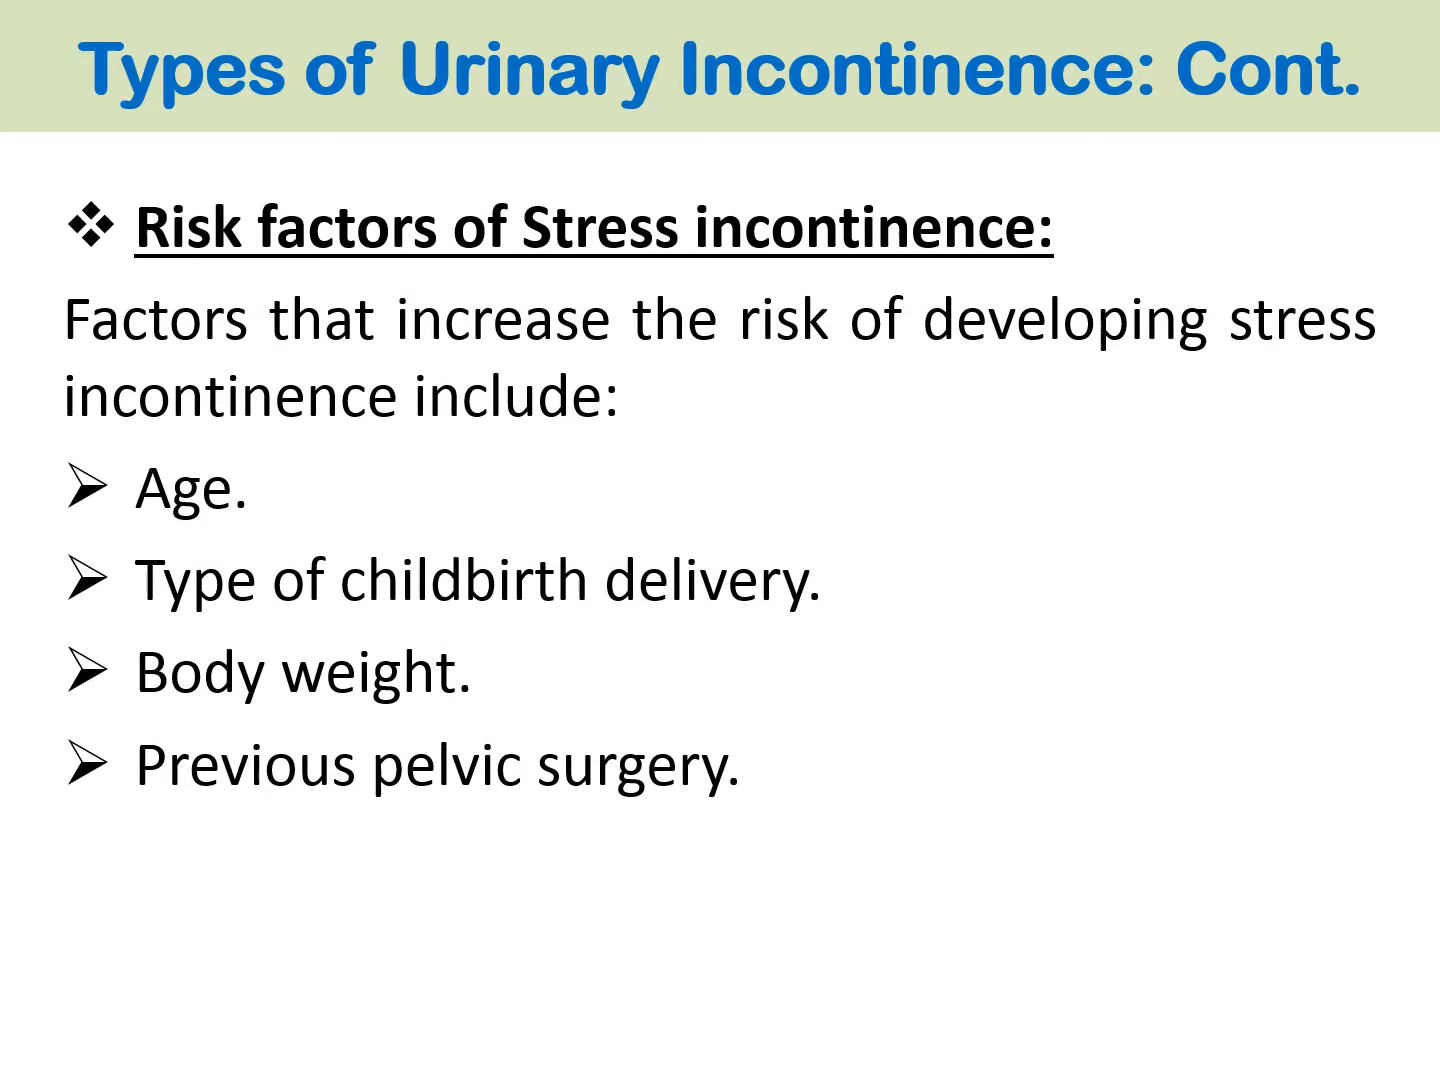 Types of Urinary Incontinence: Cont.
❖ Risk factors of Stress incontinence:
Factors that increase the risk of developing stress
incontinence include:
➢ Age.
➢ Type of childbirth delivery.
➢ Body weight.
➢ Previous pelvic surgery.